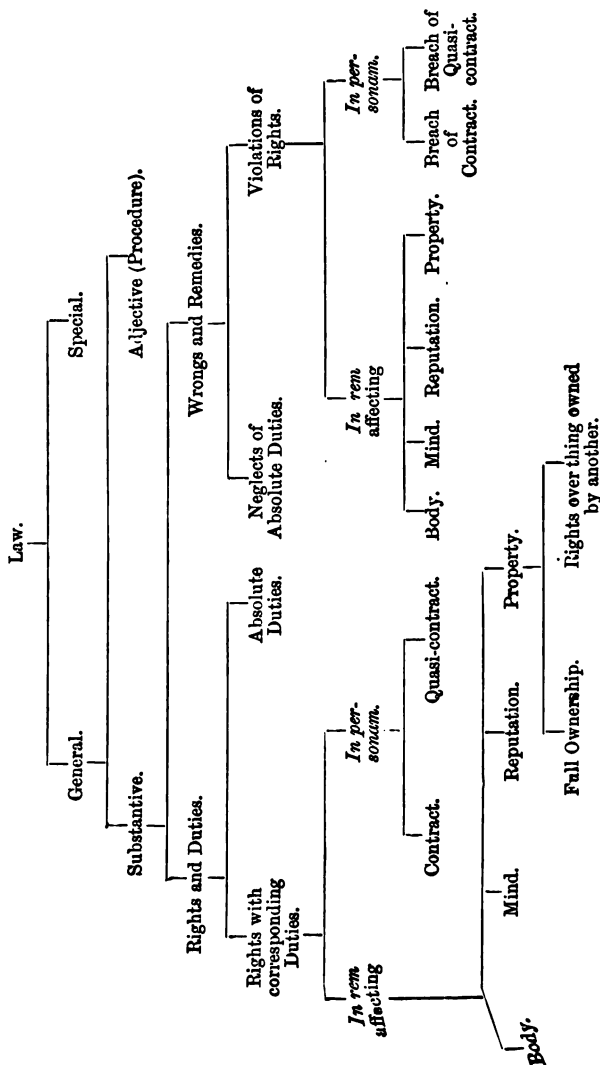 Law.
General.
Special.
Substantive.
Adjective (Procedure).
Rights and Duties.
Wrongs and Remedies.
Rights with
corresponding
Duties.
Absolute
Duties.
Neglects of
Absolute Duties.
Violations of
Rights.
In rem
affecting
In per-
sonam.
In rem
affecting
In per-
sonam.
Contract.
Quasi-contract.
Body.
Mind.
Reputation.
Property.
Breach
of
Contract.
Breach of
Quasi-
contract.
Body.
Mind.
Reputation.
Property.
Full Ownership.
Rights over thing owned
by another.